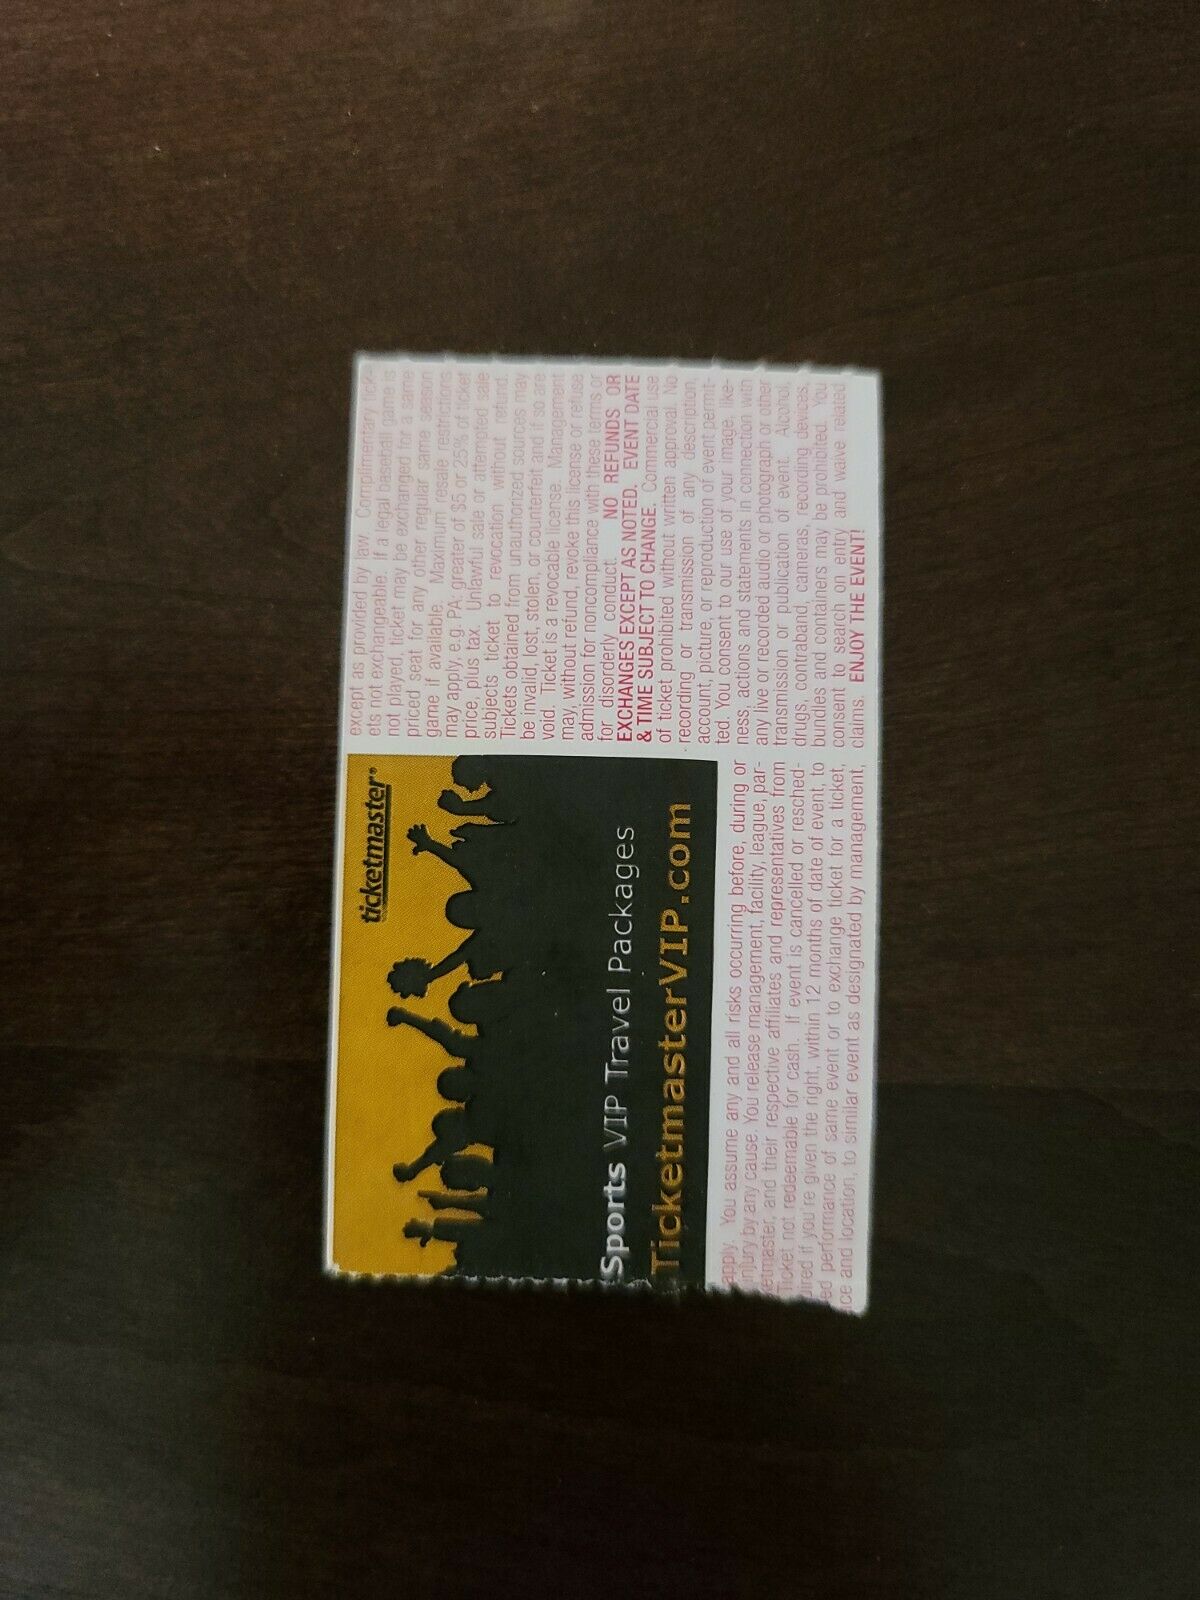 ticketmaster®
Sports VIP Travel Packages
TicketmasterVIP.com
apply. You assume any and all risks occurring before, during or
injury by any cause. You release management, facility, league, par-
ketmaster, and their respective affiliates and representatives from
Ticket not redeemable for cash. If event is cancelled or resched-
uired if you're given the right, within 12 months of date of event, to
ed performance of same event or to exchange ticket for a ticket,
ice and location, to similar event as designated by management,
except as provided by law. Complimentary tick-
ets not exchangeable. If a legal baseball game is
not played, ticket may be exchanged for a same
priced seat for any other regular same season
game if available. Maximum resale restrictions
may apply, e.g. PA: greater of $5 or 25% of ticket
price, plus tax. Unlawful sale or attempted sale
subjects ticket to revocation without refund.
Tickets obtained from unauthorized sources may
be invalid, lost, stolen, or counterfeit and if so are
void. Ticket is a revocable license. Management
may, without refund, revoke this license or refuse
admission for noncompliance with these terms or
for disorderly conduct. NO REFUNDS OR
EXCHANGES EXCEPT AS NOTED. EVENT DATE
& TIME SUBJECT TO CHANGE. Commercial use
of ticket prohibited without written approval. No
recording or transmission of any description,
account, picture, or reproduction of event permit-
ted. You consent to our use of your image, like-
ness, actions and statements in connection with
any live or recorded audio or photograph or other
transmission or publication of event. Alcohol,
drugs, contraband, cameras, recording devices,
bundles and containers may be prohibited. You
consent to search on entry and waive related
claims. ENJOY THE EVENT!